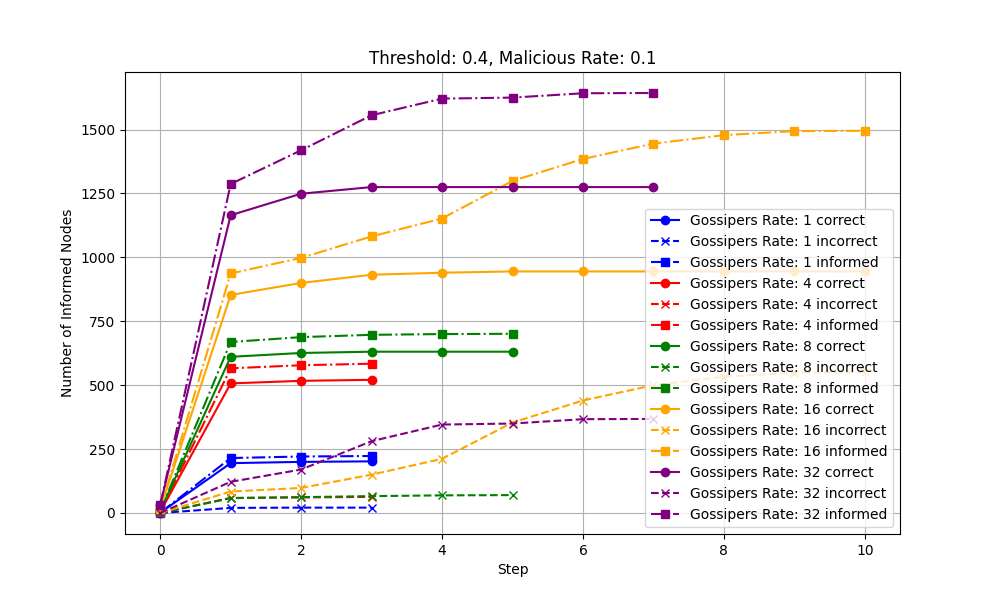 Threshold: 0.4, Malicious Rate: 0.1
Number of Informed Nodes
1500
1250
1000
750
500
250
0
Gossipers Rate: 1 correct
Gossipers Rate: 1 incorrect
Gossipers Rate: 1 informed
Gossipers Rate: 4 correct
Gossipers Rate: 4 incorrect
Gossipers Rate: 4 informed
Gossipers Rate: 8 correct
Gossipers Rate: 8 incorrect
Gossipers Rate: 8 informed
Gossipers Rate: 16 correct
Gossipers Rate: 16 incorrect
Gossipers Rate: 16 informed
Gossipers Rate: 32 correct
Gossipers Rate: 32 incorrect
Gossipers Rate: 32 informed
0 2 4 6 8 10
Step